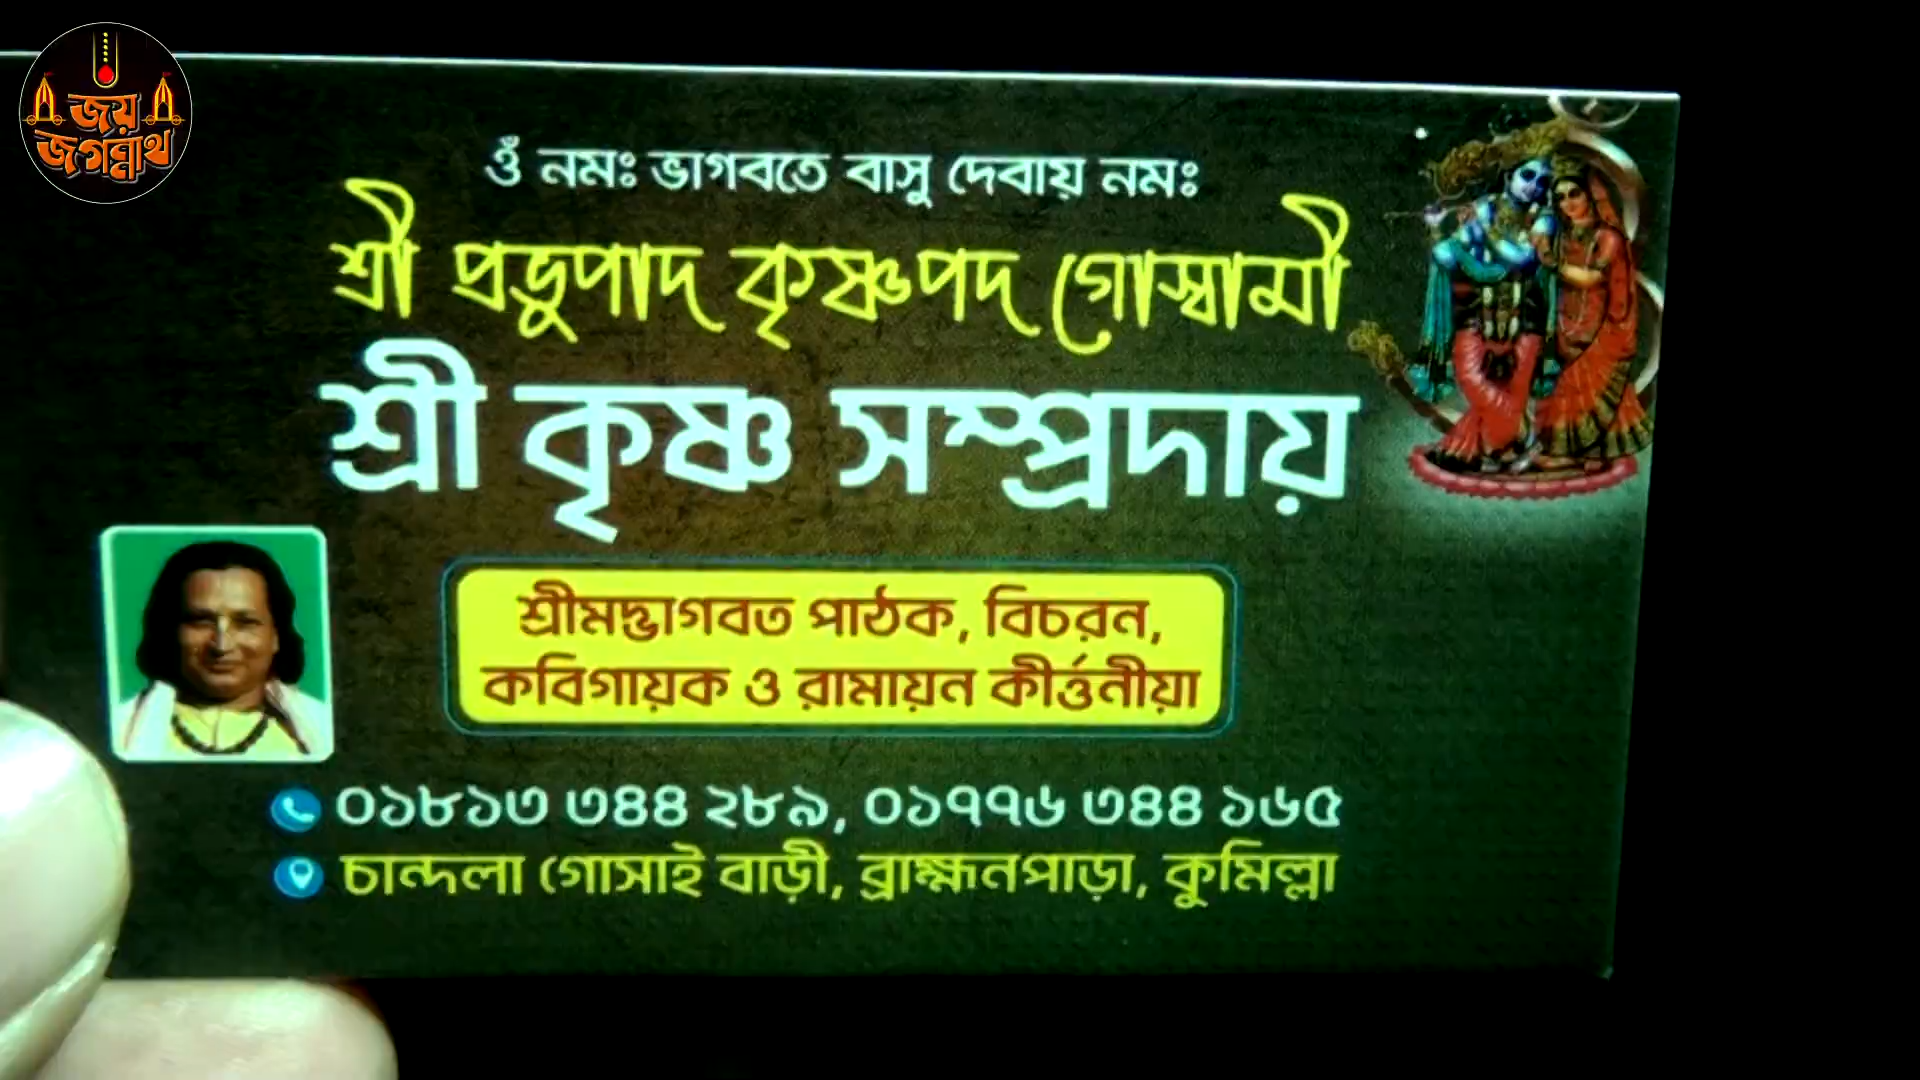 জয়
জগন্নাথ
ওঁ নমঃ ভাগবতে বাসু দেবায় নমঃ
শ্রী প্রভুপাদ কৃষ্ণপদ গোস্বামী
শ্রী কৃষ্ণ সম্প্রদায়
শ্রীমদ্ভাগবত পাঠক, বিচরন,
কবিগায়ক ও রামায়ন কীর্ত্তনীয়া
০১৮১৩ ৩৪৪ ২৮৯, ০১৭৭৬ ৩৪৪ ১৬৫
চান্দলা গোসাই বাড়ী, ব্রাহ্মনপাড়া, কুমিল্লা